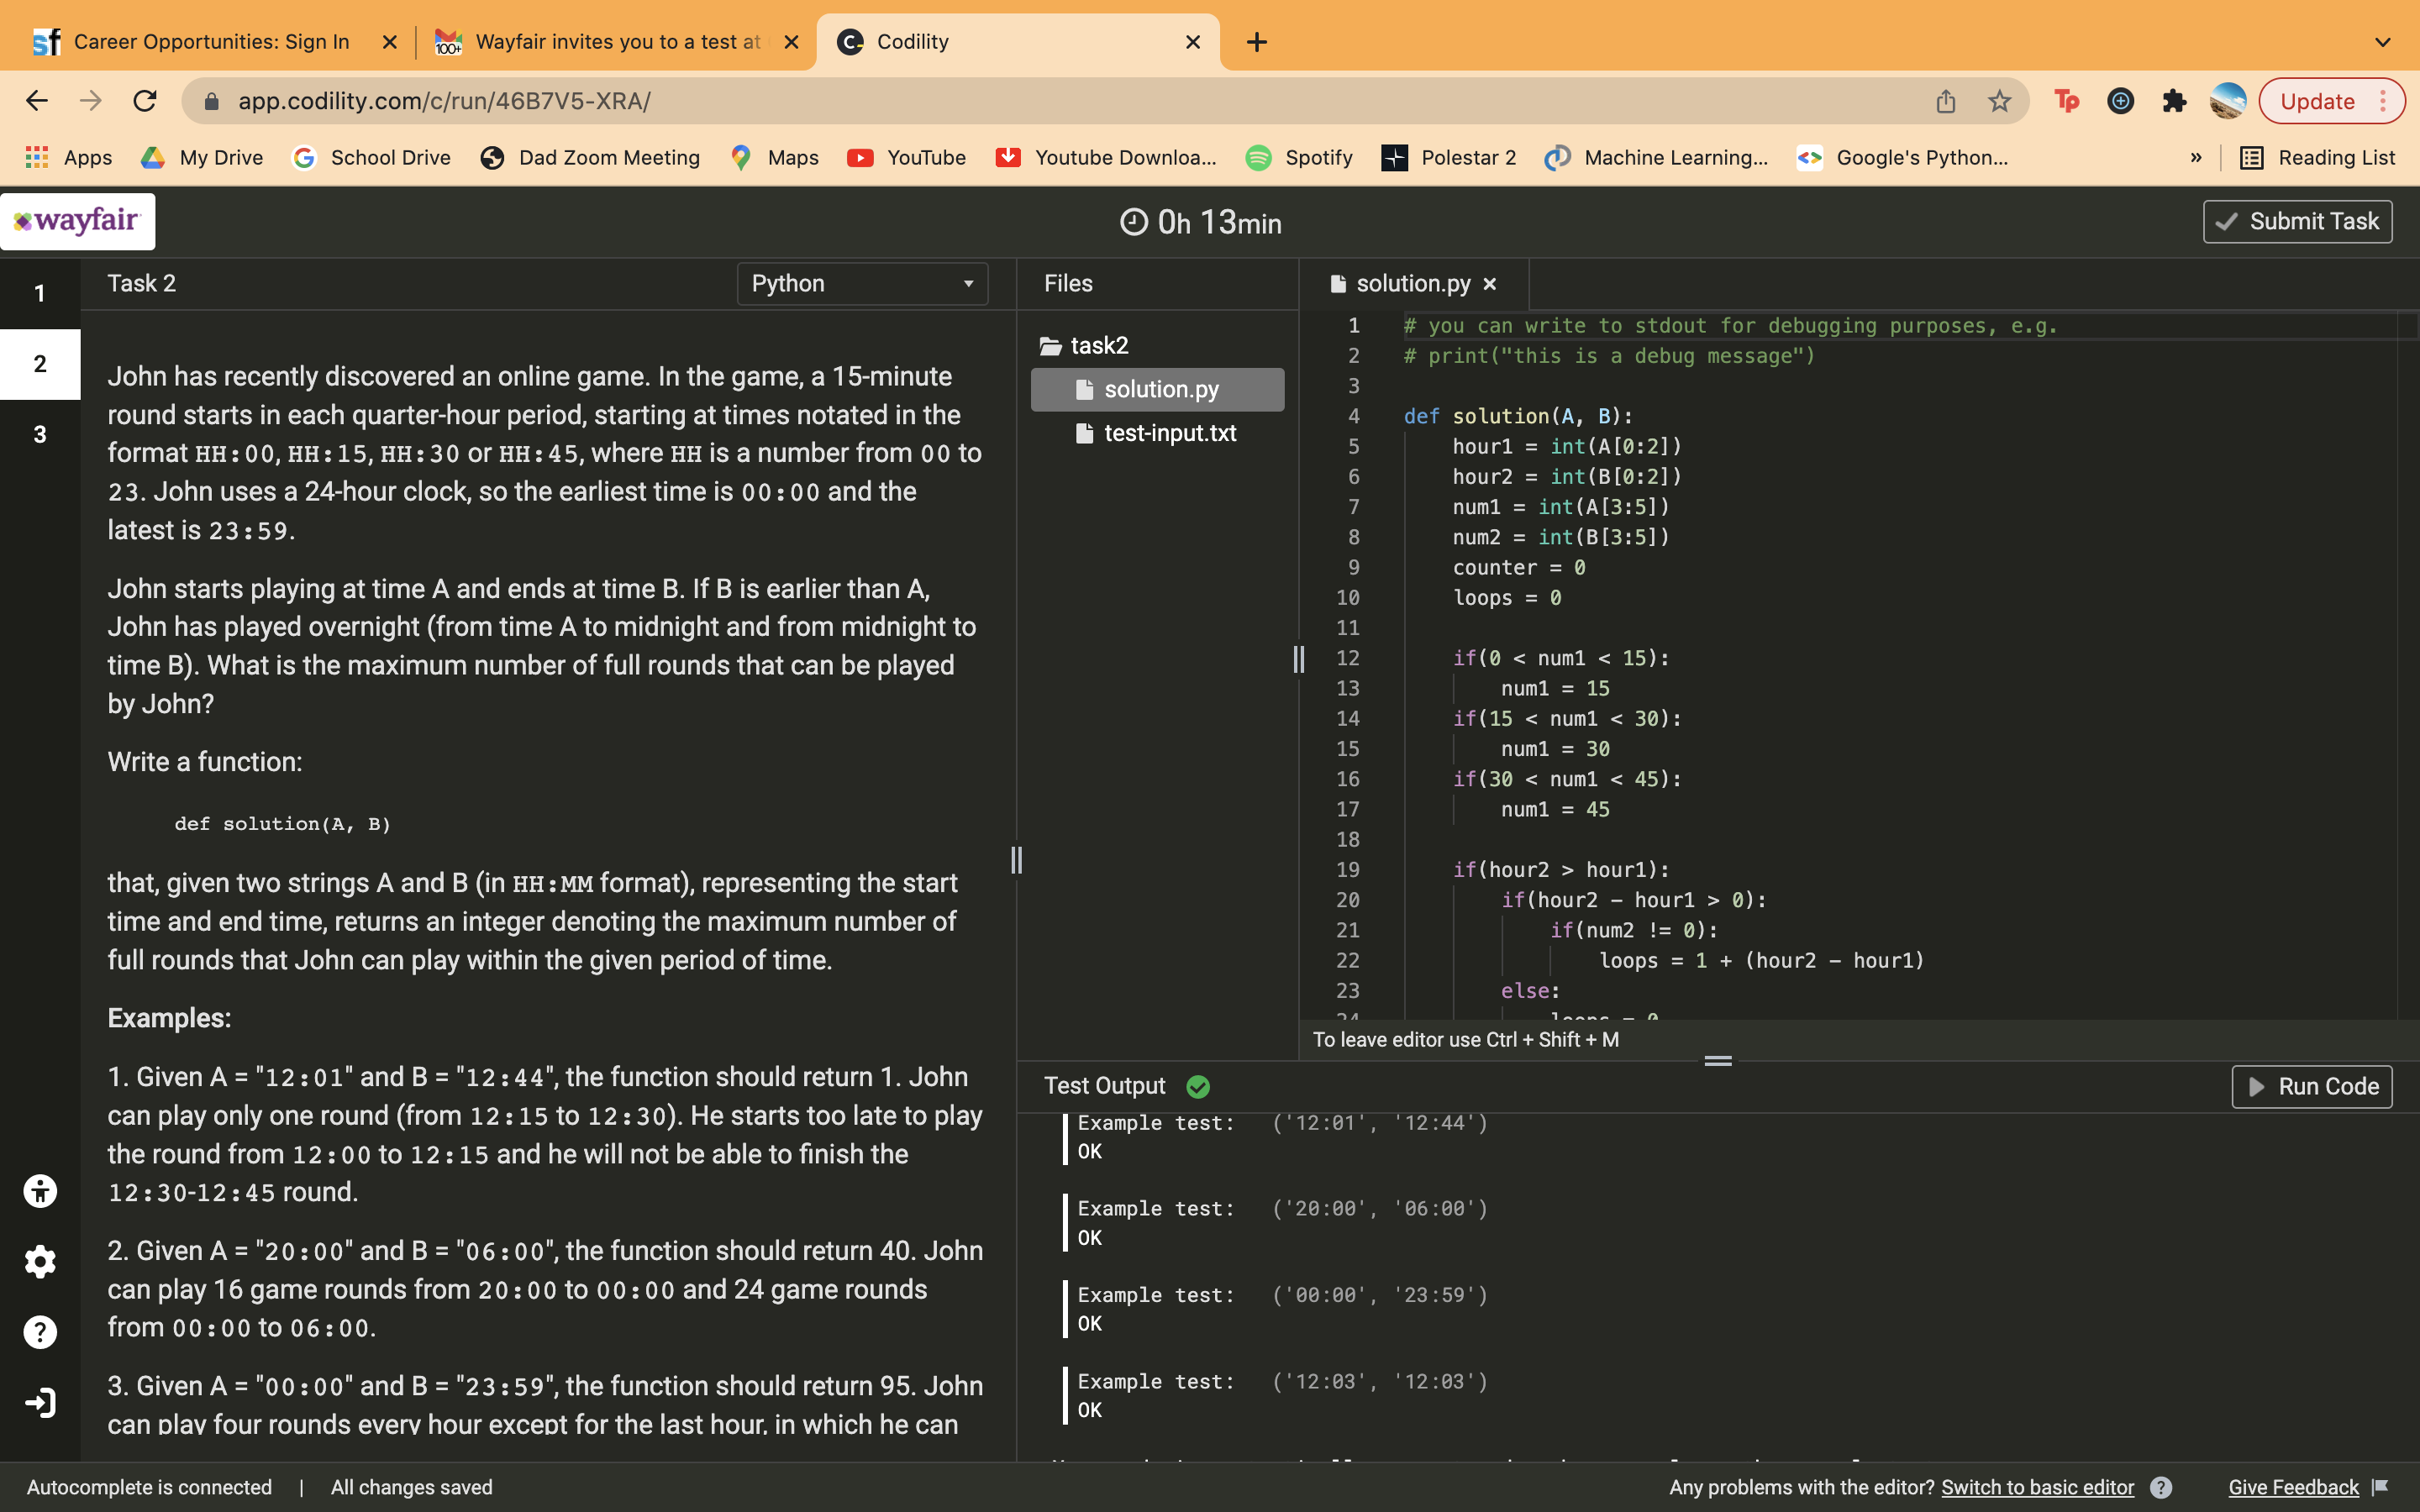 sf Career Opportunities: Sign In
100+ Wayfair invites you to a test at
C Codility
app.codility.com/c/run/46B7V5-XRA/
Tp
Update
Apps
My Drive
School Drive
Dad Zoom Meeting
Maps
YouTube
Youtube Downloa...
Spotify
Polestar 2
Machine Learning...
Google's Python...
»
Reading List
wayfair
0h 13min
Submit Task
1
2
3
Task 2
Python
John has recently discovered an online game. In the game, a 15-minute
round starts in each quarter-hour period, starting at times notated in the
format HH:00, HH:15, HH:30 or HH:45, where HH is a number from 00 to
23. John uses a 24-hour clock, so the earliest time is 00:00 and the
latest is 23:59.
John starts playing at time A and ends at time B. If B is earlier than A,
John has played overnight (from time A to midnight and from midnight to
time B). What is the maximum number of full rounds that can be played
by John?
Write a function:
def solution(A, B)
that, given two strings A and B (in HH:MM format), representing the start
time and end time, returns an integer denoting the maximum number of
full rounds that John can play within the given period of time.
Examples:
1. Given A = "12:01" and B = "12:44", the function should return 1. John
can play only one round (from 12:15 to 12:30). He starts too late to play
the round from 12:00 to 12:15 and he will not be able to finish the
12:30-12:45 round.
2. Given A = "20:00" and B = "06:00", the function should return 40. John
can play 16 game rounds from 20:00 to 00:00 and 24 game rounds
from 00:00 to 06:00.
3. Given A = "00:00" and B = "23:59", the function should return 95. John
can play four rounds every hour except for the last hour, in which he can
Files
task2
solution.py
test-input.txt
solution.py
1 # you can write to stdout for debugging purposes, e.g.
2 # print("this is a debug message")
3
4 def solution(A, B):
5 hour1 = int(A[0:2])
6 hour2 = int(B[0:2])
7 num1 = int(A[3:5])
8 num2 = int(B[3:5])
9 counter = 0
10 loops = 0
11
12 if(0 < num1 < 15):
13 num1 = 15
14 if(15 < num1 < 30):
15 num1 = 30
16 if(30 < num1 < 45):
17 num1 = 45
18
19 if(hour2 > hour1):
20 if(hour2 - hour1 > 0):
21 if(num2 != 0):
22 loops = 1 + (hour2 - hour1)
23 else:
24 loops = 0
To leave editor use Ctrl + Shift + M
Test Output
Run Code
Example test: ('12:01', '12:44')
OK
Example test: ('20:00', '06:00')
OK
Example test: ('00:00', '23:59')
OK
Example test: ('12:03', '12:03')
OK
Autocomplete is connected | All changes saved
Any problems with the editor? Switch to basic editor ?
Give Feedback